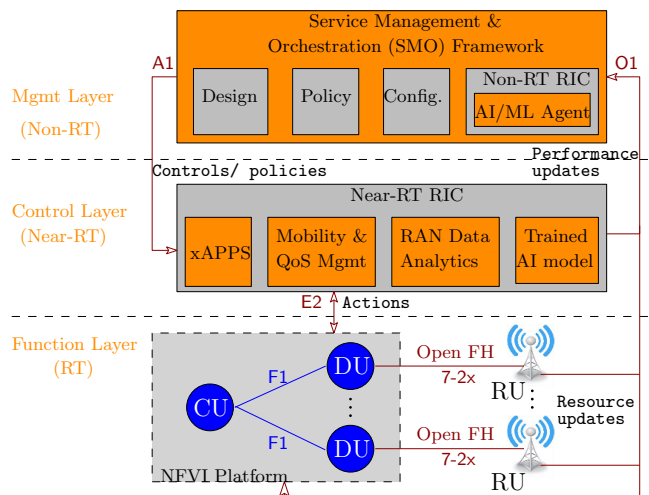 Service Management &
Orchestration (SMO) Framework
A1
O1
Design
Policy
Config.
Non-RT RIC
AI/ML Agent
Mgmt Layer
(Non-RT)
Controls/ policies
Performance
updates
Near-RT RIC
Control Layer
(Near-RT)
xAPPS
Mobility &
QoS Mgmt
RAN Data
Analytics
Trained
AI model
E2
Actions
Function Layer
(RT)
CU
F1
F1
DU
DU
Open FH
7-2x
RU
Resource
updates
Open FH
7-2x
RU
NFVI Platform